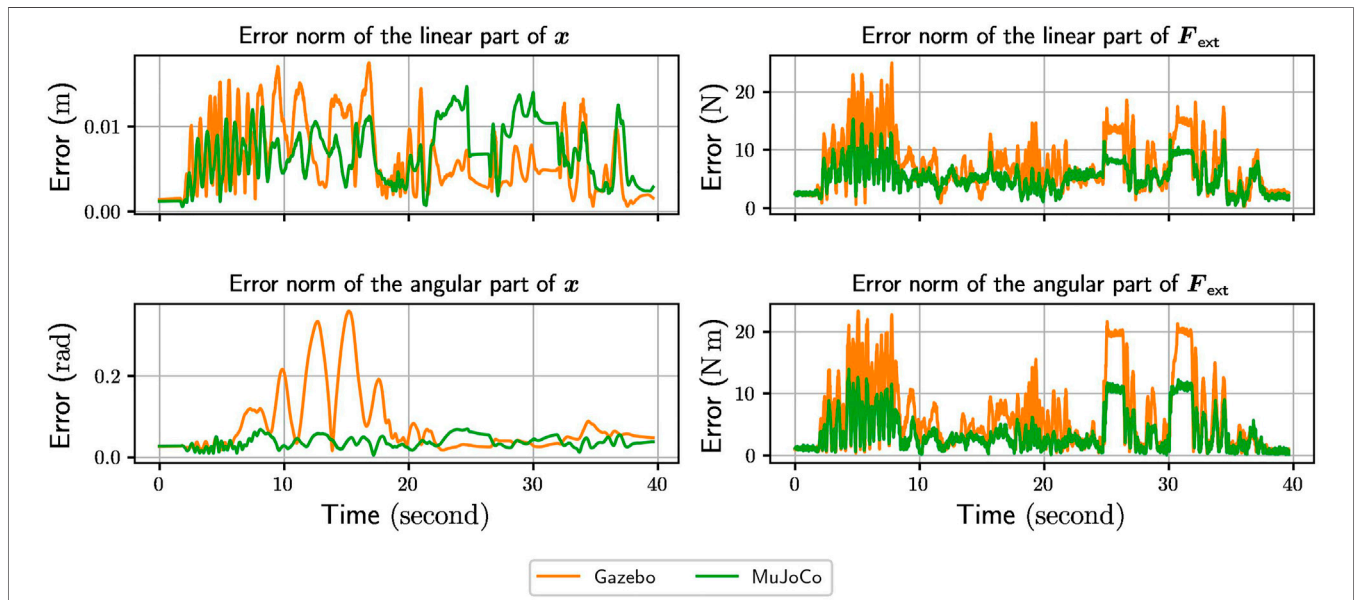 Error norm of the linear part of x
Error (m)
0.01
0.00
Error norm of the linear part of F_ext
Error (N)
20
10
0
Error norm of the angular part of x
Error (rad)
0.2
0.0
0 10 20 30 40
Time (second)
Error norm of the angular part of F_ext
Error (N m)
20
10
0
0 10 20 30 40
Time (second)
Gazebo MuJoCo